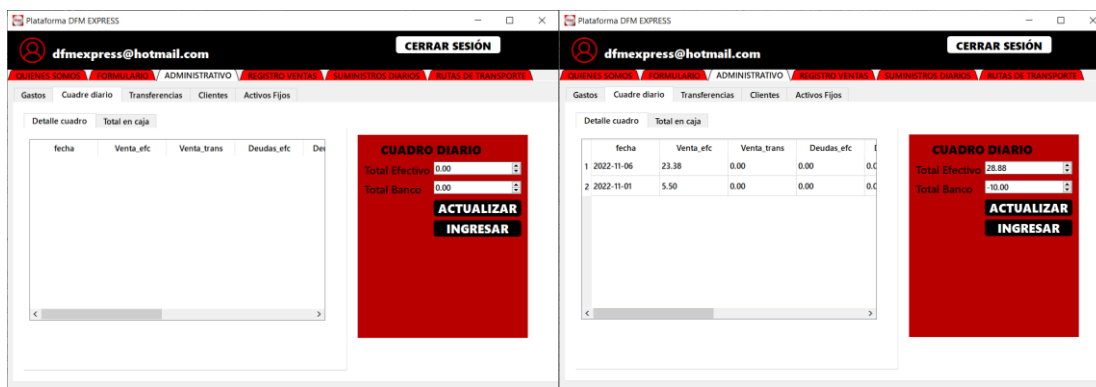 Plataforma DFM EXPRESS
dfmexpress@hotmail.com
CERRAR SESIÓN
QUIENES SOMOS FORMULARIO ADMINISTRATIVO REGISTRO VENTAS SUMINISTROS DIARIOS RUTAS DE TRANSPORTE
Gastos Cuadre diario Transferencias Clientes Activos Fijos
Detalle cuadro Total en caja
fecha Venta_efc Venta_trans Deudas_efc
CUADRO DIARIO
Total Efectivo 0.00
Total Banco 0.00
ACTUALIZAR
INGRESAR
Plataforma DFM EXPRESS
dfmexpress@hotmail.com
CERRAR SESIÓN
QUIENES SOMOS FORMULARIO ADMINISTRATIVO REGISTRO VENTAS SUMINISTROS DIARIOS RUTAS DE TRANSPORTE
Gastos Cuadre diario Transferencias Clientes Activos Fijos
Detalle cuadro Total en caja
fecha Venta_efc Venta_trans Deudas_efc
1 2022-11-06 23.38 0.00 0.00 0.0
2 2022-11-01 5.50 0.00 0.00 0.0
CUADRO DIARIO
Total Efectivo 28.88
Total Banco -10.00
ACTUALIZAR
INGRESAR